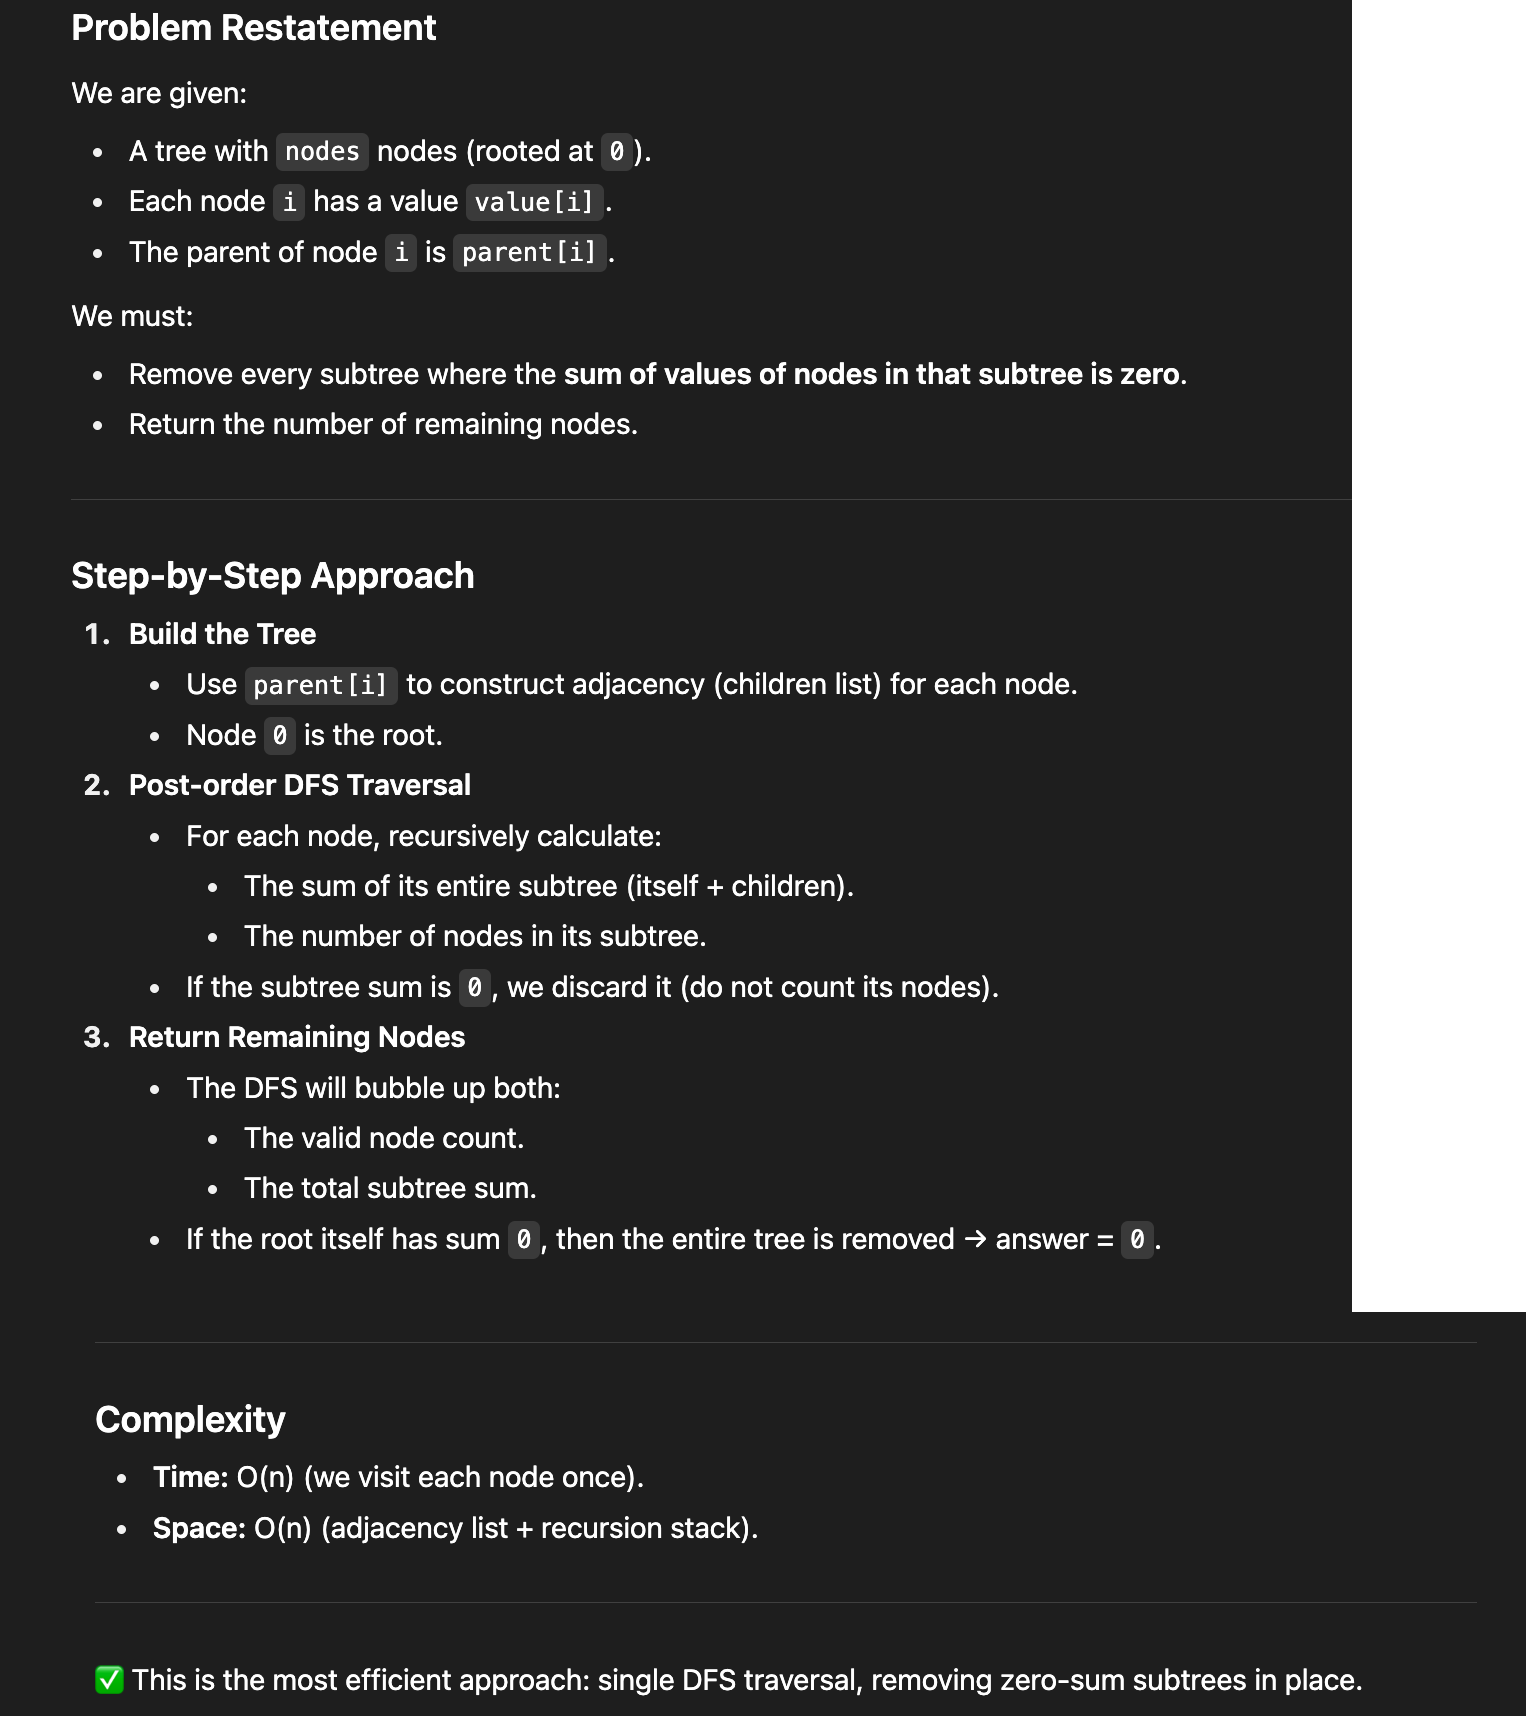 Problem Restatement
We are given:
• A tree with nodes nodes (rooted at 0).
• Each node i has a value value[i].
• The parent of node i is parent[i].
We must:
• Remove every subtree where the sum of values of nodes in that subtree is zero.
• Return the number of remaining nodes.
Step-by-Step Approach
1. Build the Tree
• Use parent[i] to construct adjacency (children list) for each node.
• Node 0 is the root.
2. Post-order DFS Traversal
• For each node, recursively calculate:
• The sum of its entire subtree (itself + children).
• The number of nodes in its subtree.
• If the subtree sum is 0, we discard it (do not count its nodes).
3. Return Remaining Nodes
• The DFS will bubble up both:
• The valid node count.
• The total subtree sum.
• If the root itself has sum 0, then the entire tree is removed → answer = 0.
Complexity
• Time: O(n) (we visit each node once).
• Space: O(n) (adjacency list + recursion stack).
✅ This is the most efficient approach: single DFS traversal, removing zero-sum subtrees in place.